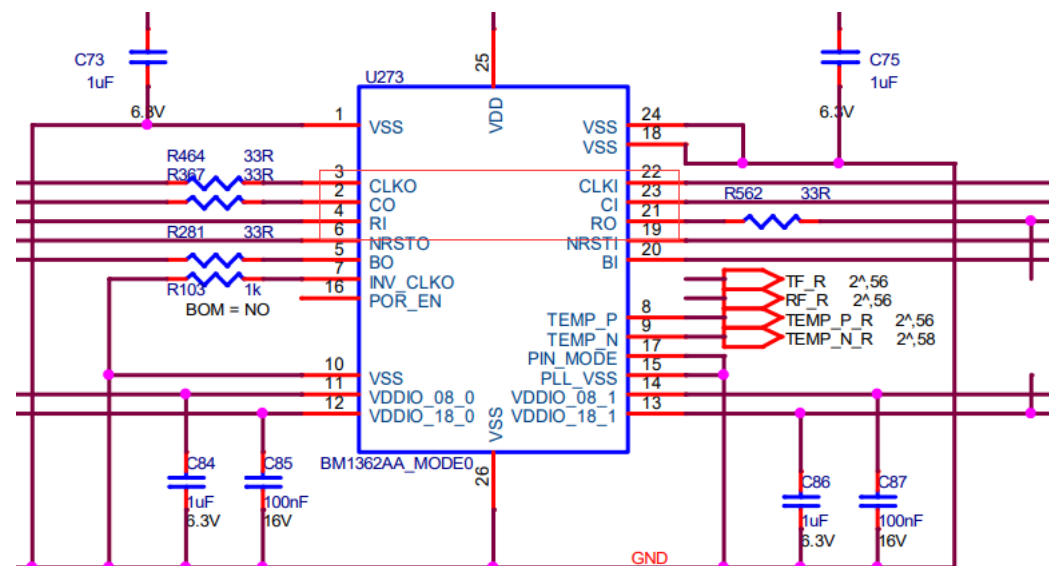 C73
1uF
6.3V
25
U273
C75
1uF
6.3V
1
VSS
VDD
VSS
24
VSS
18
R464 33R
3
CLKO
CLKI
22
R367 33R
2
CO
CI
23
R562 33R
4
RI
RO
21
6
NRSTO
NRSTI
19
R281 33R
5
BO
BI
20
7
INV_CLKO
R103 1k
BOM = NO
16
POR_EN
TF_R 2^,56
RF_R 2^,56
TEMP_P
8
TEMP_P_R 2^,56
TEMP_N
9
TEMP_N_R 2^,58
PIN_MODE
17
10
VSS
PLL_VSS
15
11
VDDIO_08_0
VDDIO_08_1
14
12
VDDIO_18_0
VDDIO_18_1
13
VSS
BM1362AA_MODE0
26
C84
1uF
6.3V
C85
100nF
16V
C86
1uF
6.3V
C87
100nF
16V
GND